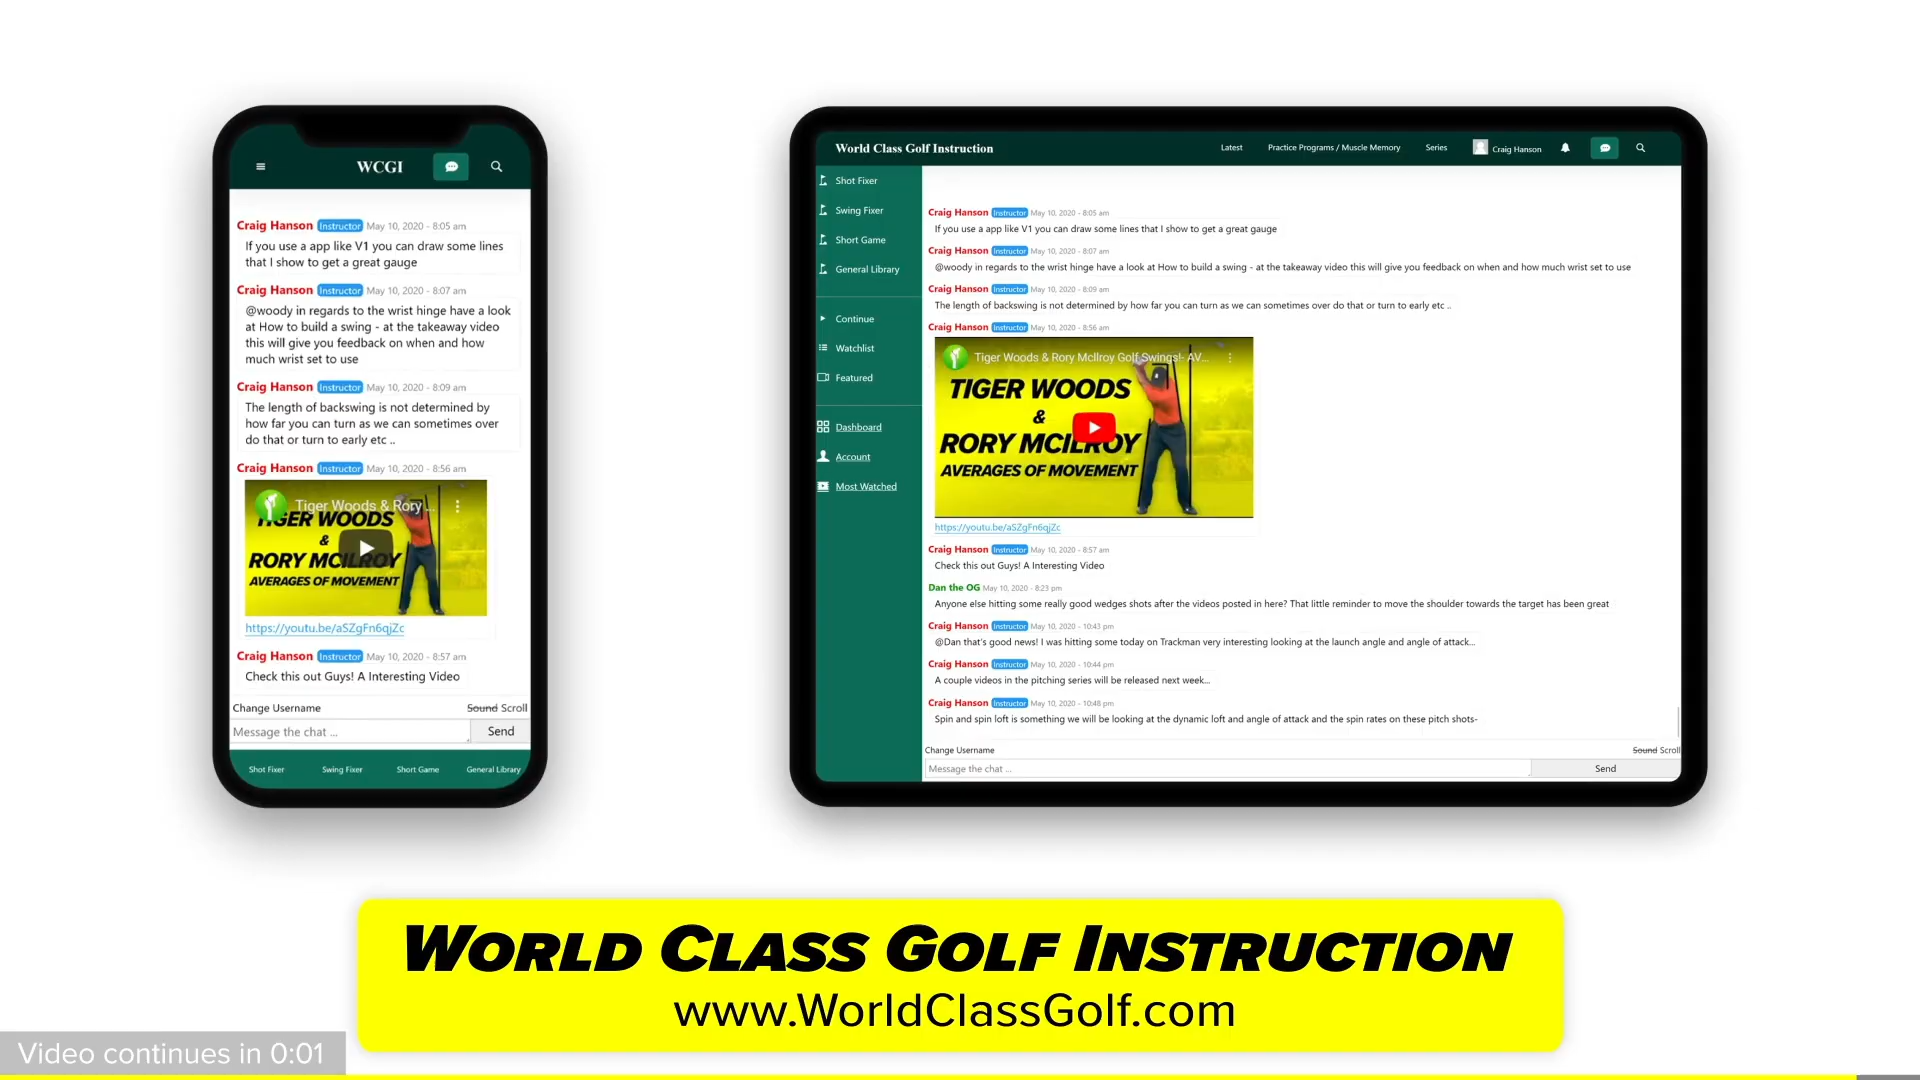 WCGI
Craig Hanson Instructor May 10, 2020 - 8:05 am
If you use a app like V1 you can draw some lines
that I show to get a great gauge
Craig Hanson Instructor May 10, 2020 - 8:07 am
@woody in regards to the wrist hinge have a look
at How to build a swing - at the takeaway video
this will give you feedback on when and how
much wrist set to use
Craig Hanson Instructor May 10, 2020 - 8:09 am
The length of backswing is not determined by
how far you can turn as we can sometimes over
do that or turn to early etc ..
Craig Hanson Instructor May 10, 2020 - 8:56 am
Tiger Woods & Rory ...
TIGER WOODS
&
RORY MCILROY
AVERAGES OF MOVEMENT
https://youtu.be/aSZgFn6qjZc
Craig Hanson Instructor May 10, 2020 - 8:57 am
Check this out Guys! A Interesting Video
Change Username Sound Scroll
Message the chat ... Send
Shot Fixer Swing Fixer Short Game General Library
World Class Golf Instruction Latest Practice Programs / Muscle Memory Series Craig Hanson
Shot Fixer
Swing Fixer
Short Game
General Library
Continue
Watchlist
Featured
Dashboard
Account
Most Watched
Craig Hanson Instructor May 10, 2020 - 8:05 am
If you use a app like V1 you can draw some lines that I show to get a great gauge
Craig Hanson Instructor May 10, 2020 - 8:07 am
@woody in regards to the wrist hinge have a look at How to build a swing - at the takeaway video this will give you feedback on when and how much wrist set to use
Craig Hanson Instructor May 10, 2020 - 8:09 am
The length of backswing is not determined by how far you can turn as we can sometimes over do that or turn to early etc ..
Craig Hanson Instructor May 10, 2020 - 8:56 am
Tiger Woods & Rory McIlroy Golf Swings!- AV...
TIGER WOODS
&
RORY MCILROY
AVERAGES OF MOVEMENT
https://youtu.be/aSZgFn6qjZc
Craig Hanson Instructor May 10, 2020 - 8:57 am
Check this out Guys! A Interesting Video
Dan the OG May 10, 2020 - 8:23 pm
Anyone else hitting some really good wedges shots after the videos posted in here? That little reminder to move the shoulder towards the target has been great
Craig Hanson Instructor May 10, 2020 - 10:43 pm
@Dan that's good news! I was hitting some today on Trackman very interesting looking at the launch angle and angle of attack...
Craig Hanson Instructor May 10, 2020 - 10:44 pm
A couple videos in the pitching series will be released next week...
Craig Hanson Instructor May 10, 2020 - 10:48 pm
Spin and spin loft is something we will be looking at the dynamic loft and angle of attack and the spin rates on these pitch shots-
Change Username Sound Scroll
Message the chat ... Send
WORLD CLASS GOLF INSTRUCTION
www.WorldClassGolf.com
Video continues in 0:01